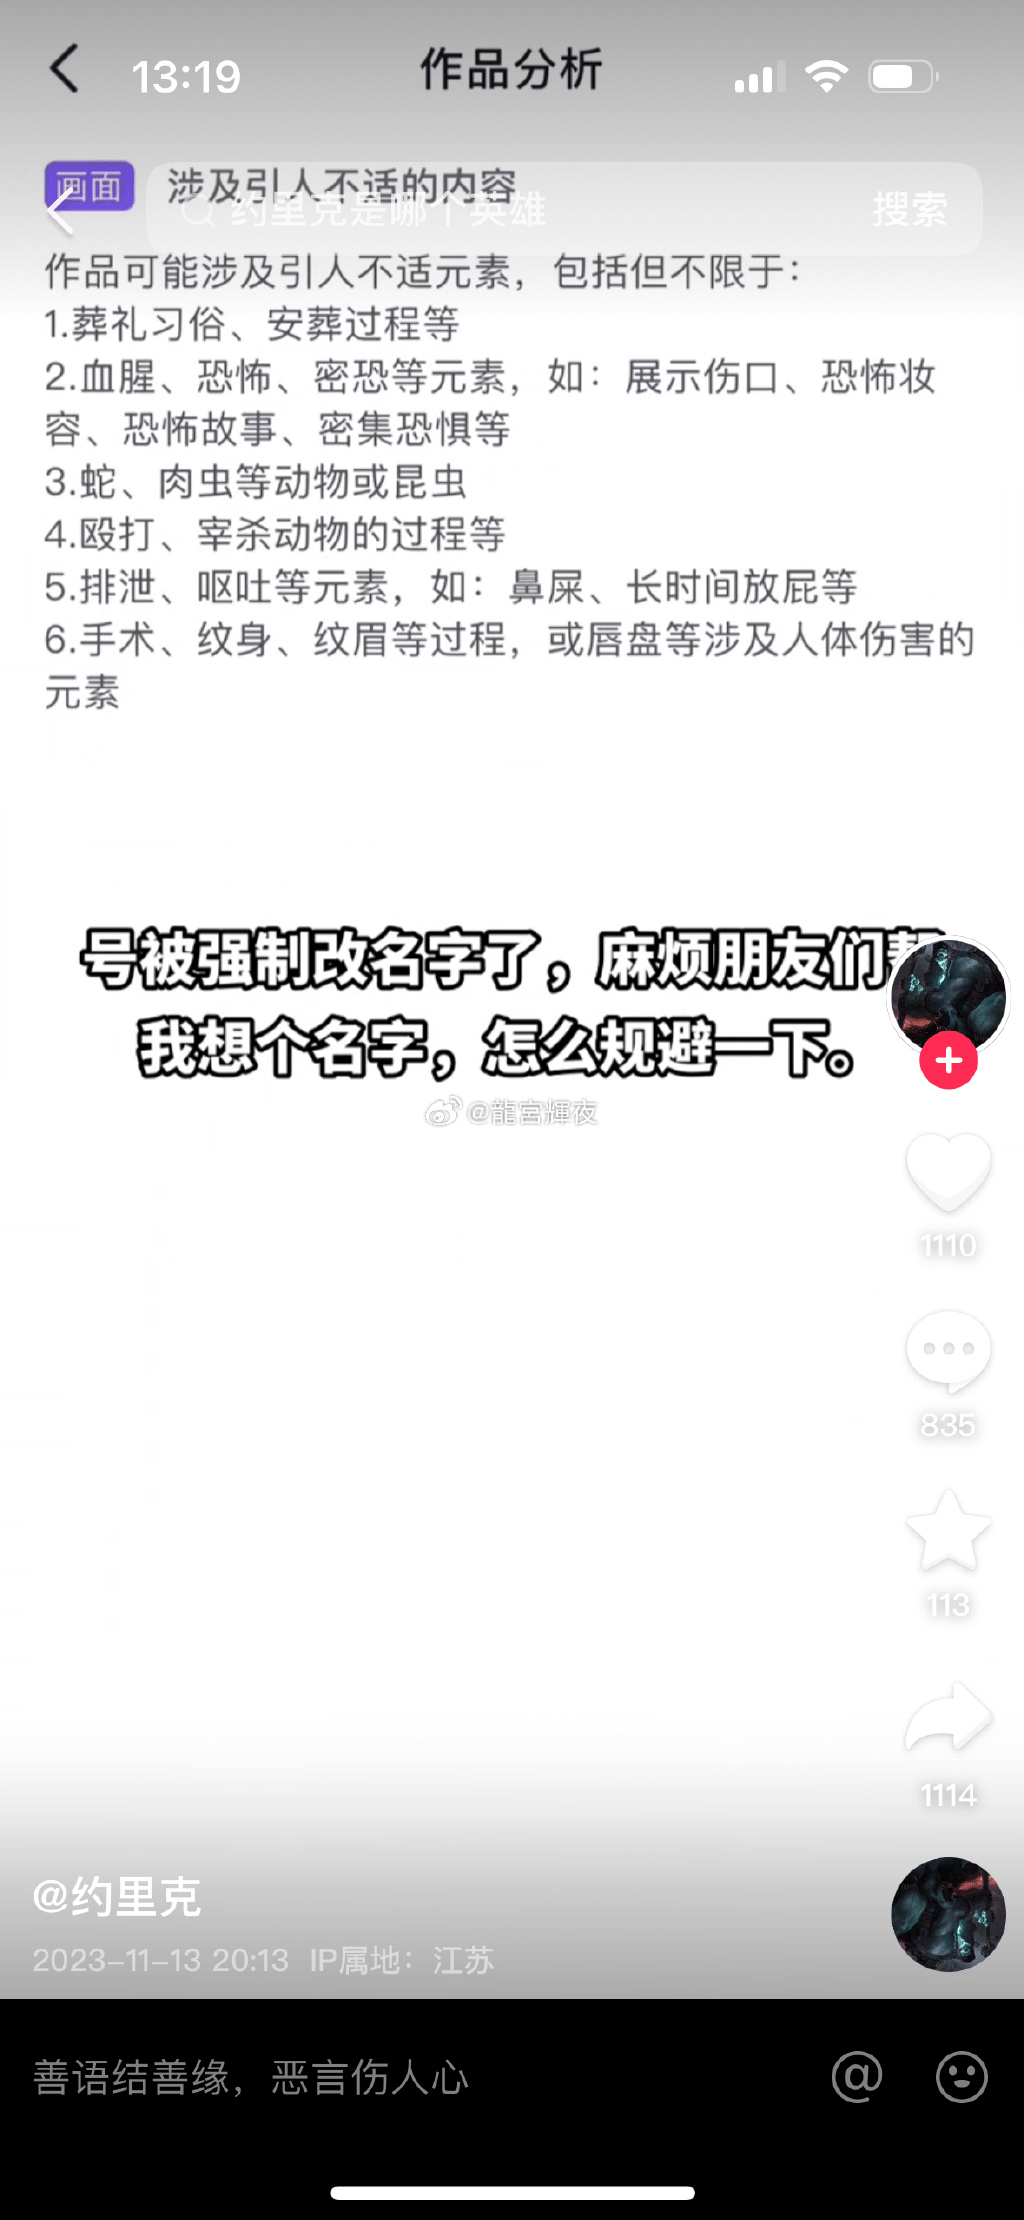 13:19
作品分析
画面 涉及引人不适的内容
约里克是哪个英雄 搜索
作品可能涉及引人不适元素，包括但不限于：
1.葬礼习俗、安葬过程等
2.血腥、恐怖、密恐等元素，如：展示伤口、恐怖妆
容、恐怖故事、密集恐惧等
3.蛇、肉虫等动物或昆虫
4.殴打、宰杀动物的过程等
5.排泄、呕吐等元素，如：鼻屎、长时间放屁等
6.手术、纹身、纹眉等过程，或唇盘等涉及人体伤害的
元素
号被强制改名字了，麻烦朋友们帮
我想个名字，怎么规避一下。
@龍宮輝夜
1110
835
113
1114
@约里克
2023-11-13 20:13 IP属地：江苏
善语结善缘，恶言伤人心